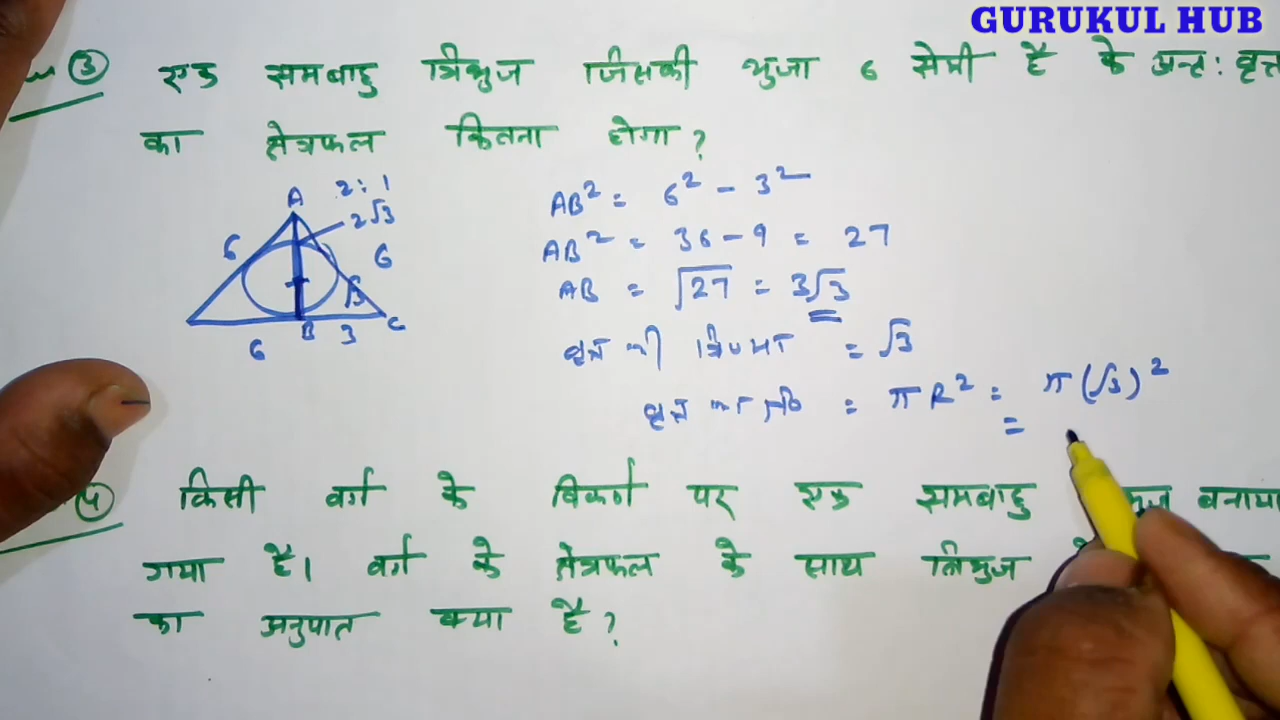 GURUKUL HUB
③ एक समबाहु त्रिभुज जिसकी भुजा 6 सेमी है के अन्त: वृत्त
का क्षेत्रफल कितना होगा?
A 2:1
2√3
6 6
√3
B C
6 3
AB² = 6² - 3²
AB² = 36 - 9 = 27
AB = √27 = 3√3
वृत्त की त्रिज्या = √3
वृत्त का = πR² = π(√3)²
=
किसी वर्ग के विकर्ण पर एक समबाहु बनाया
गया है। वर्ग के क्षेत्रफल के साथ त्रिभुज
का अनुपात क्या है?